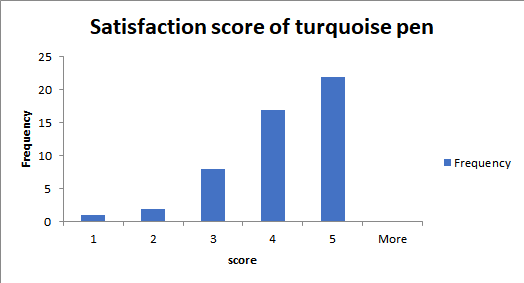 Satisfaction score of turquoise pen
25
20
15
10
5
0
Frequency
1 2 3 4 5 More
score
Frequency